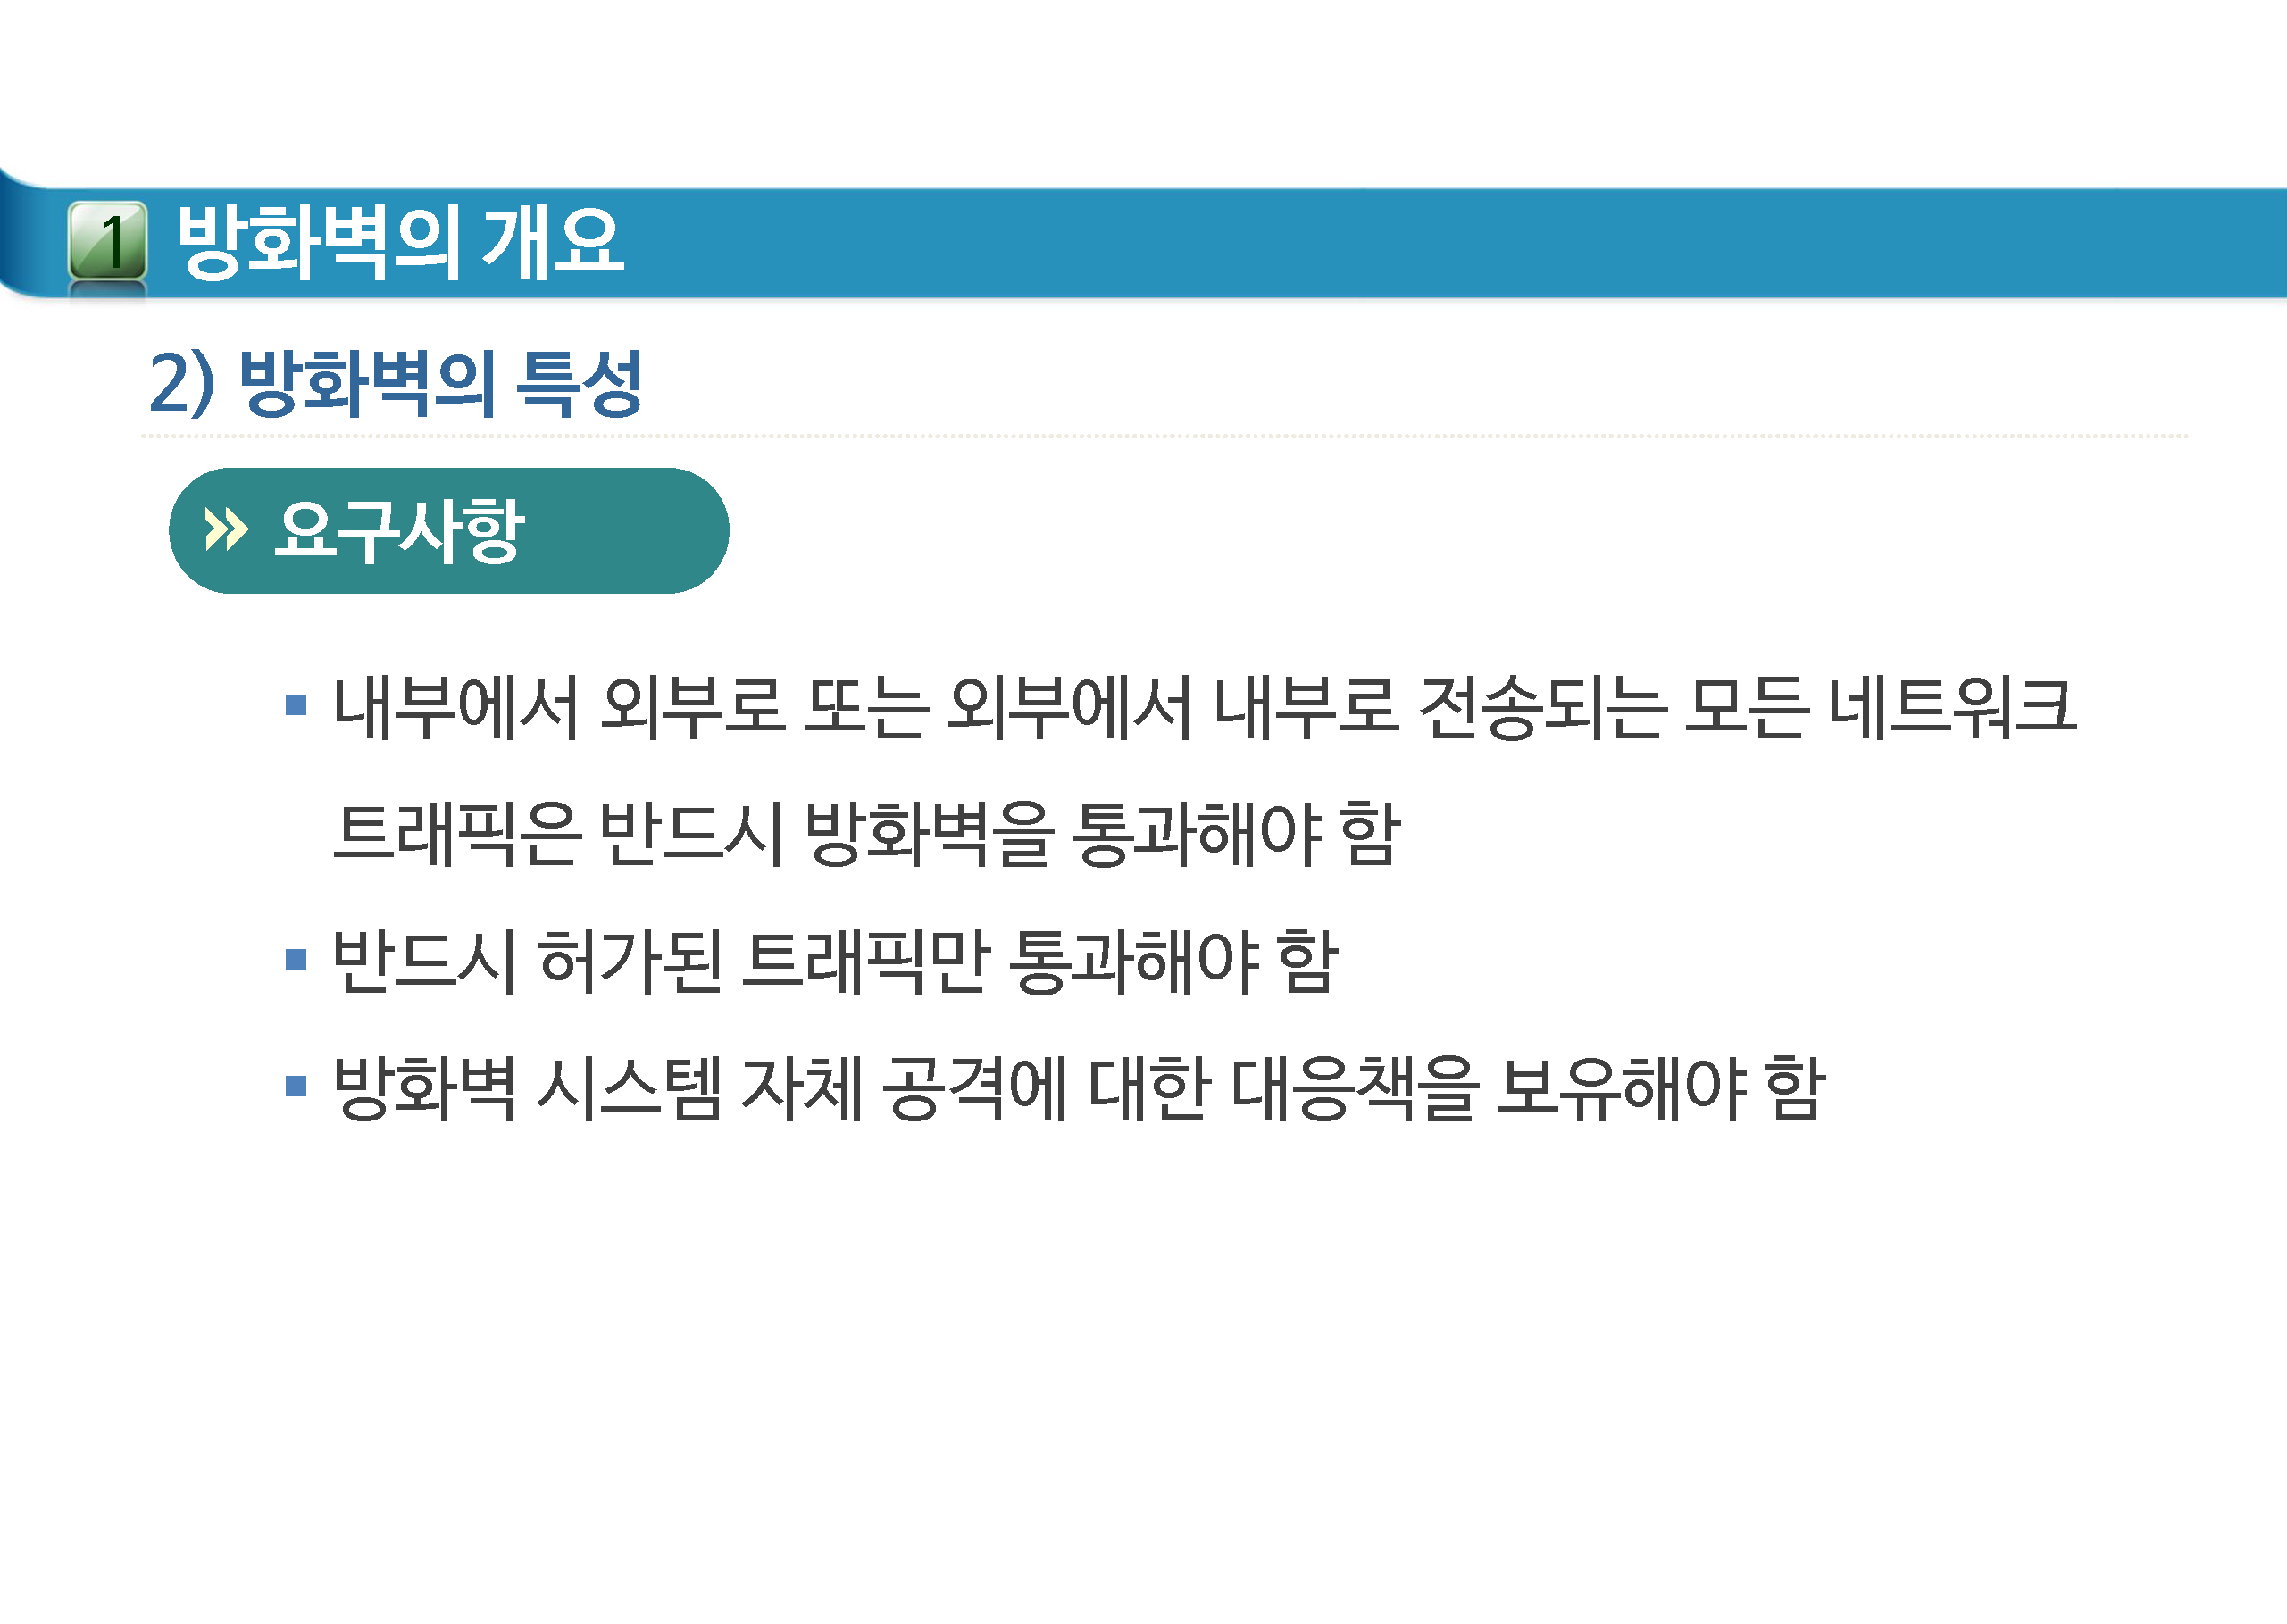 1 방화벽의 개요
2) 방화벽의 특성
» 요구사항
▪ 내부에서 외부로 또는 외부에서 내부로 전송되는 모든 네트워크
트래픽은 반드시 방화벽을 통과해야 함
▪ 반드시 허가된 트래픽만 통과해야 함
▪ 방화벽 시스템 자체 공격에 대한 대응책을 보유해야 함